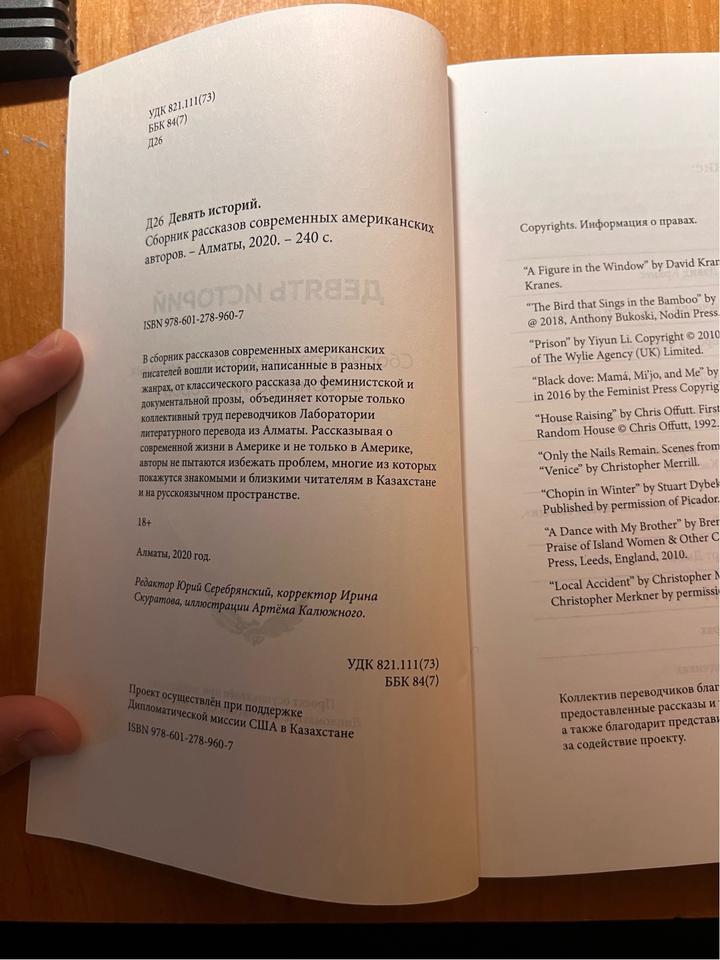 УДК 821.111(73)
ББК 84(7)
Д26
Д26 Девять историй.
Сборник рассказов современных американских
авторов. – Алматы, 2020. – 240 с.
ISBN 978-601-278-960-7
В сборник рассказов современных американских
писателей вошли истории, написанные в разных
жанрах, от классического рассказа до феминистской и
документальной прозы, объединяет которые только
коллективный труд переводчиков Лаборатории
литературного перевода из Алматы. Рассказывая о
современной жизни в Америке и не только в Америке,
авторы не пытаются избежать проблем, многие из которых
покажутся знакомыми и близкими читателям в Казахстане
и на русскоязычном пространстве.
18+
Алматы, 2020 год.
Редактор Юрий Серебрянский, корректор Ирина
Скуратова, иллюстрации Артёма Калюжного.
УДК 821.111(73)
ББК 84(7)
Проект осуществлён при поддержке
Дипломатической миссии США в Казахстане
ISBN 978-601-278-960-7
Copyrights. Информация о правах.
“A Figure in the Window” by David Kran
Kranes.
“The Bird that Sings in the Bamboo” by
@ 2018, Anthony Bukoski, Nodin Press.
“Prison” by Yiyun Li. Copyright © 2010
of The Wylie Agency (UK) Limited.
“Black dove: Mamá, Mi’jo, and Me” by
in 2016 by the Feminist Press Copyrig
“House Raising” by Chris Offutt. First
Random House © Chris Offutt, 1992.
“Only the Nails Remain. Scenes from
“Venice” by Christopher Merrill.
“Chopin in Winter” by Stuart Dybek
Published by permission of Picador.
“A Dance with My Brother” by Bren
Praise of Island Women & Other C
Press, Leeds, England, 2010.
“Local Accident” by Christopher M
Christopher Merkner by permissi
Коллектив переводчиков благ
предоставленные рассказы и
а также благодарит представи
за содействие проекту.